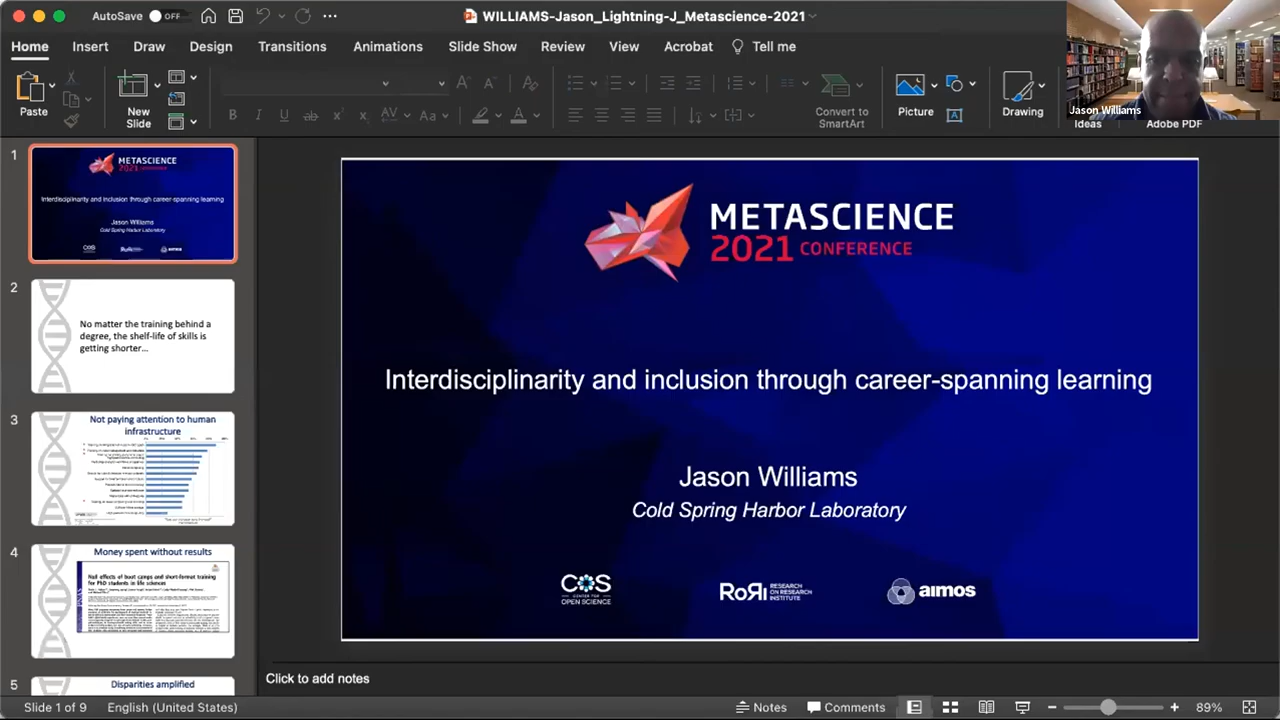 AutoSave
OFF
WILLIAMS-Jason_Lightning-J_Metascience-2021
Home
Insert
Draw
Design
Transitions
Animations
Slide Show
Review
View
Acrobat
Tell me
Paste
New
Slide
Convert to
SmartArt
Picture
Drawing
Jason Williams
Ideas
Adobe PDF
1
METASCIENCE
2021 CONFERENCE
Interdisciplinarity and inclusion through career-spanning learning
Jason Williams
Cold Spring Harbor Laboratory
2
No matter the training behind a
degree, the shelf-life of skills is
getting shorter...
3
Not paying attention to human
infrastructure
4
Money spent without results
Null effects of boot camps and short-format training
for PhD students in life sciences
5
Disparities amplified
METASCIENCE
2021 CONFERENCE
Interdisciplinarity and inclusion through career-spanning learning
Jason Williams
Cold Spring Harbor Laboratory
COS
CENTER FOR
OPEN SCIENCE
RoRI
RESEARCH
ON RESEARCH
INSTITUTE
aimos
Click to add notes
Slide 1 of 9
English (United States)
Notes
Comments
89%